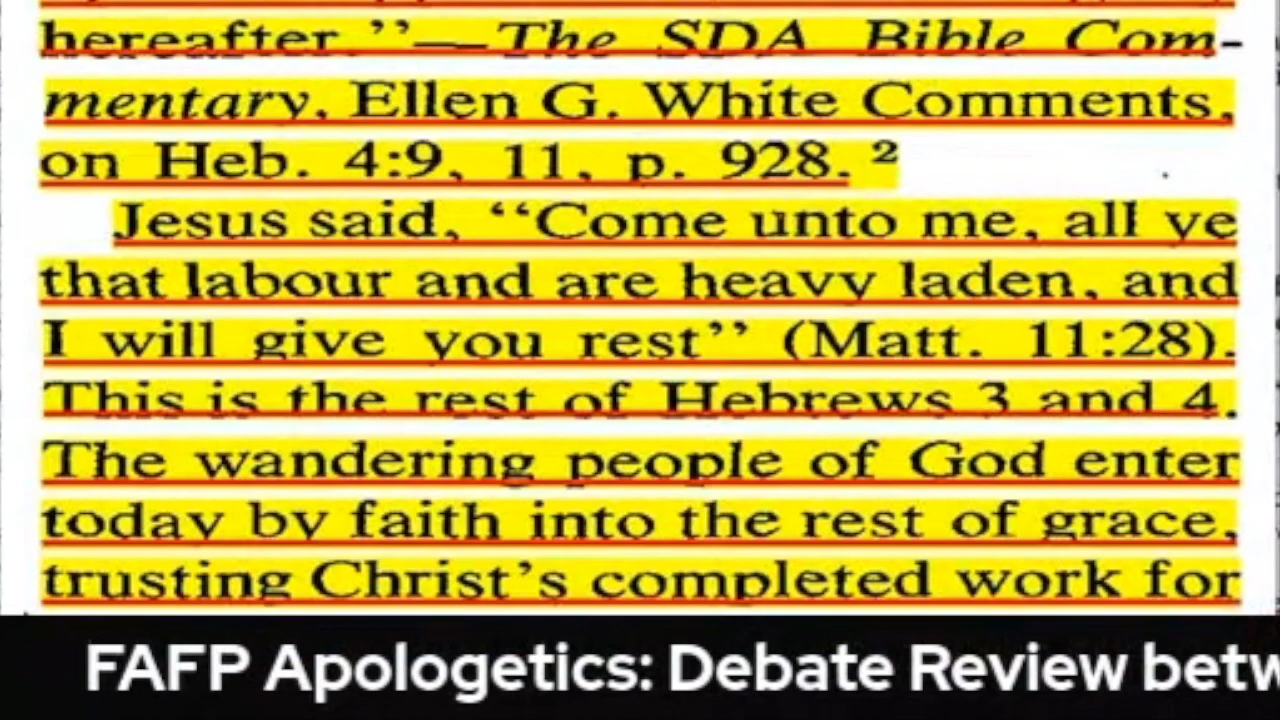 hereafter.’’—The SDA Bible Com-
mentary, Ellen G. White Comments,
on Heb. 4:9, 11, p. 928. ²
Jesus said, ‘‘Come unto me, all ye
that labour and are heavy laden, and
I will give you rest’’ (Matt. 11:28).
This is the rest of Hebrews 3 and 4.
The wandering people of God enter
today by faith into the rest of grace,
trusting Christ’s completed work for
FAFP Apologetics: Debate Review betw